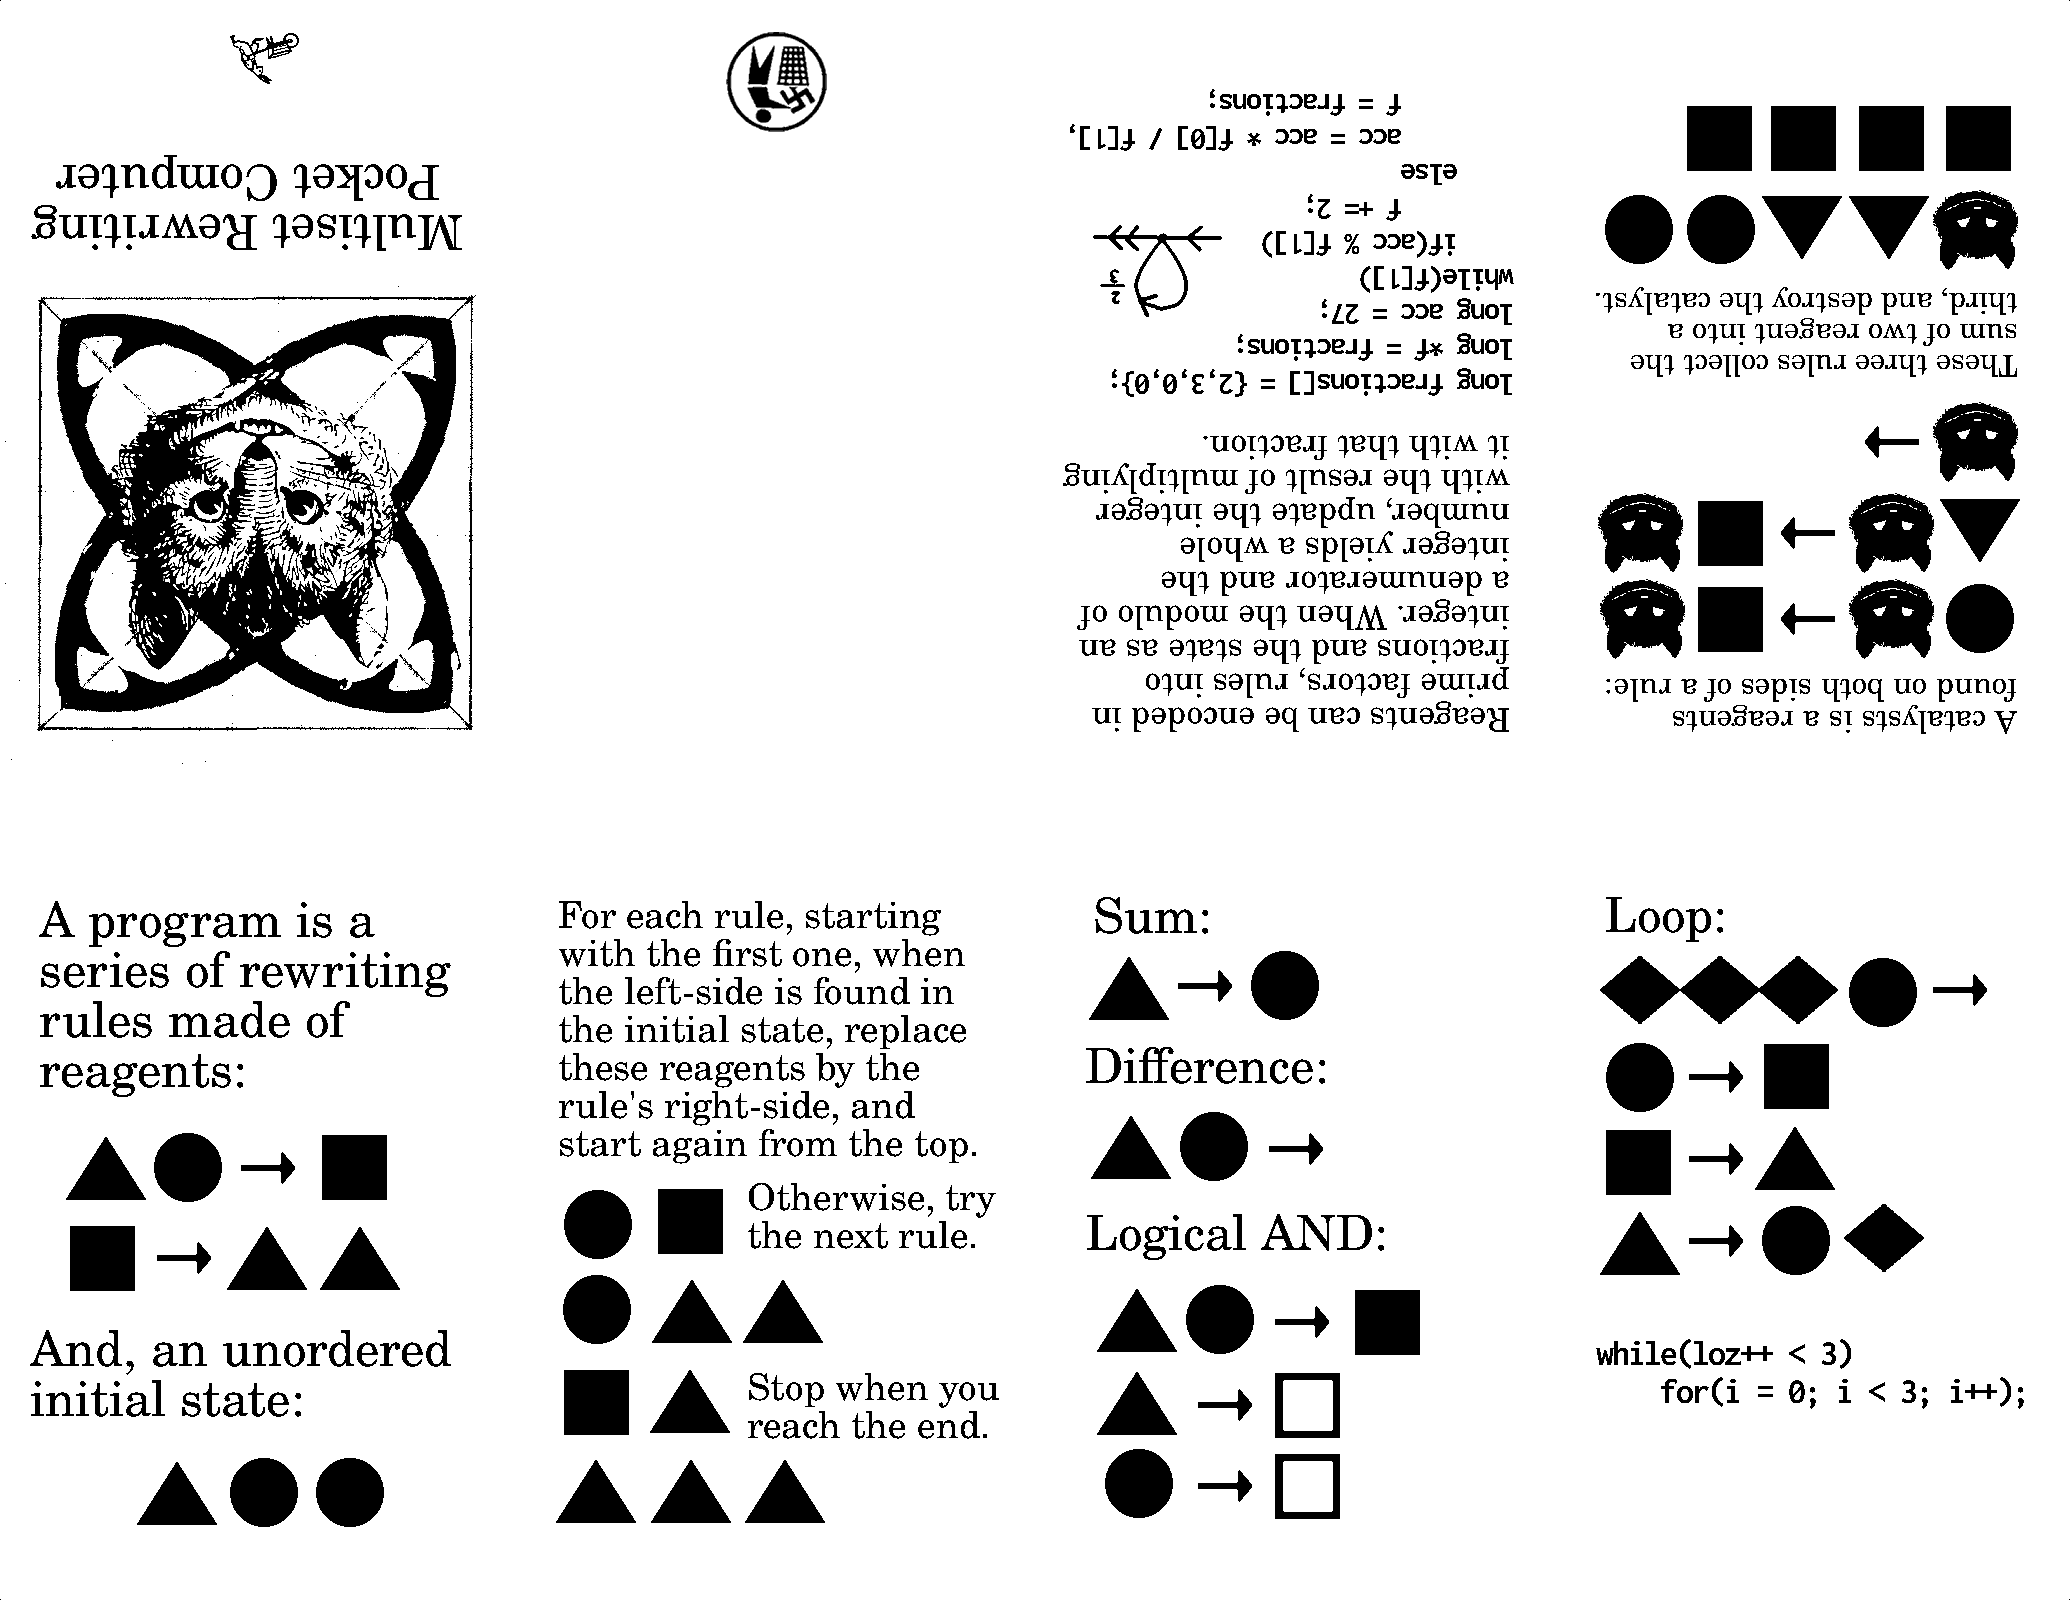 Multiset Rewriting
Pocket Computer
A program is a
series of rewriting
rules made of
reagents:
And, an unordered
initial state:
For each rule, starting
with the first one, when
the left-side is found in
the initial state, replace
these reagents by the
rule's right-side, and
start again from the top.
Otherwise, try
the next rule.
Stop when you
reach the end.
Sum:
Difference:
Logical AND:
Loop:
while(loz++ < 3)
for(i = 0; i < 3; i++);
A catalysts is a reagents
found on both sides of a rule:
These three rules collect the
sum of two reagent into a
third, and destroy the catalyst.
Reagents can be encoded in
prime factors, rules into
fractions and the state as an
integer. When the modulo of
a denumerator and the
integer yields a whole
number, update the integer
with the result of multiplying
it with that fraction.
long fractions[] = {2,3,0,0};
long *f = fractions;
long acc = 27;
while(f[1])
if(acc % f[1])
f += 2;
else
acc = acc * f[0] / f[1],
f = fractions;
2
3